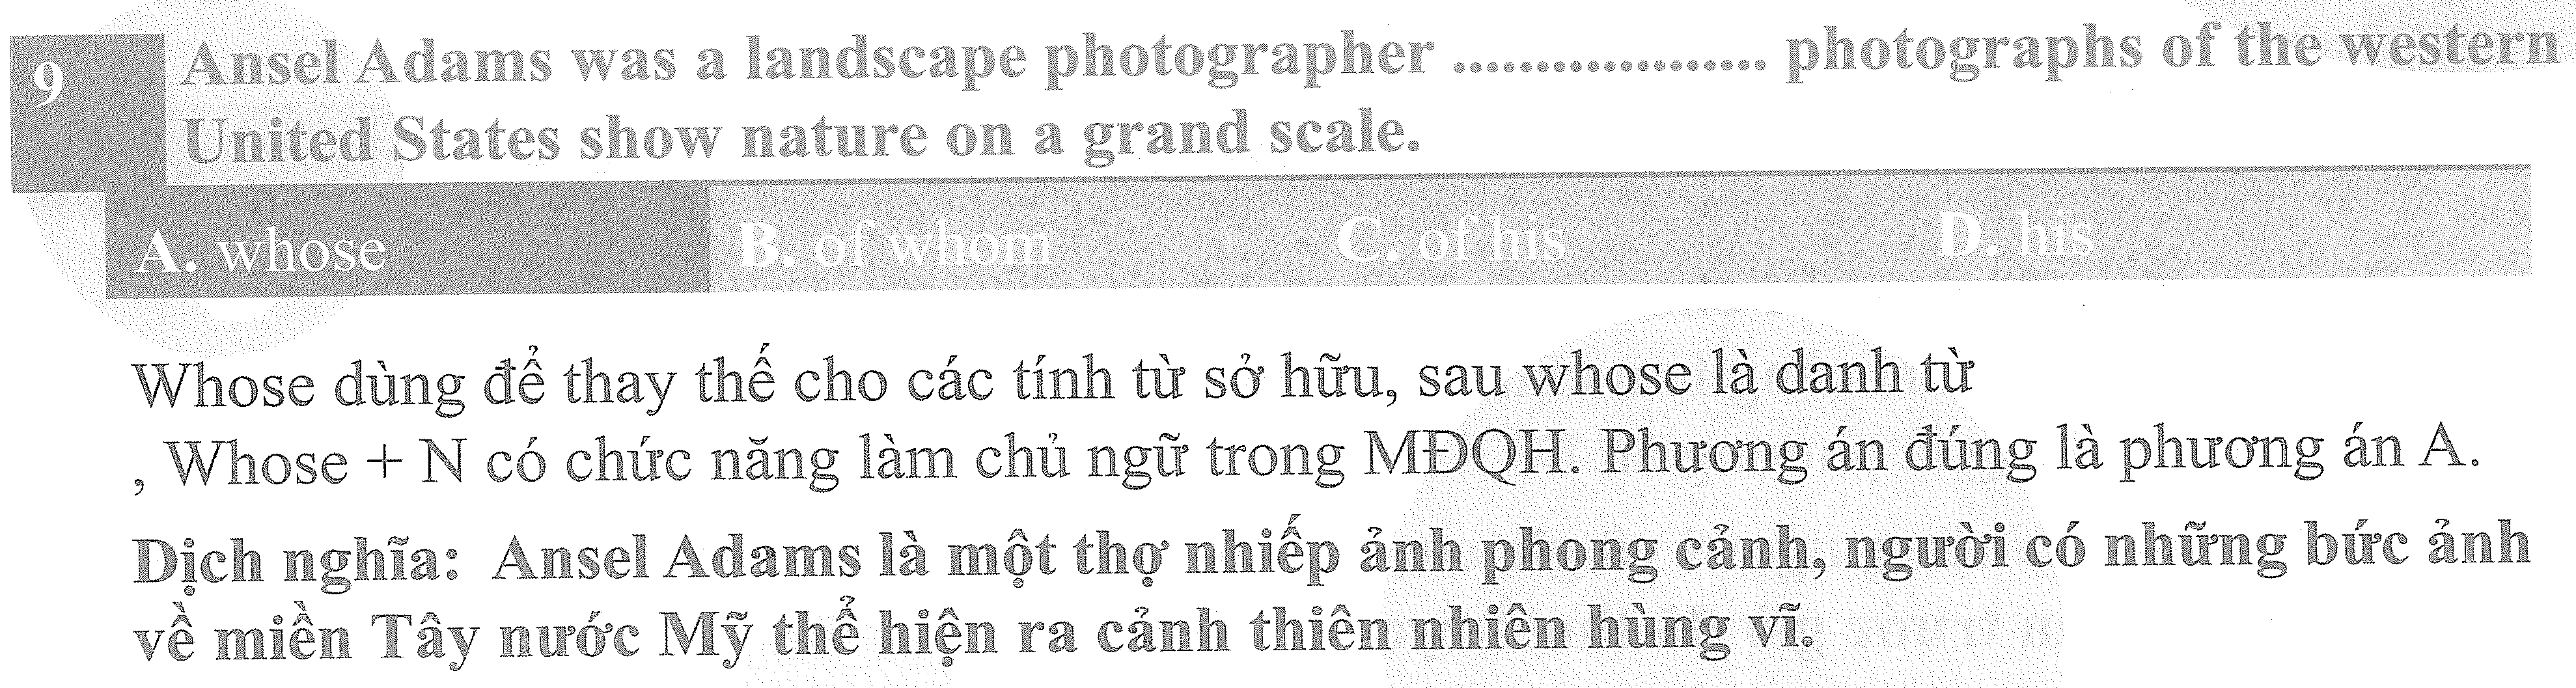 9
Ansel Adams was a landscape photographer ................... photographs of the western
United States show nature on a grand scale.
A. whose B. of whom C. of his D. his
Whose dùng để thay thế cho các tính từ sở hữu, sau whose là danh từ
, Whose + N có chức năng làm chủ ngữ trong MĐQH. Phương án đúng là phương án A.
Dịch nghĩa: Ansel Adams là một thợ nhiếp ảnh phong cảnh, người có những bức ảnh
về miền Tây nước Mỹ thể hiện ra cảnh thiên nhiên hùng vĩ.